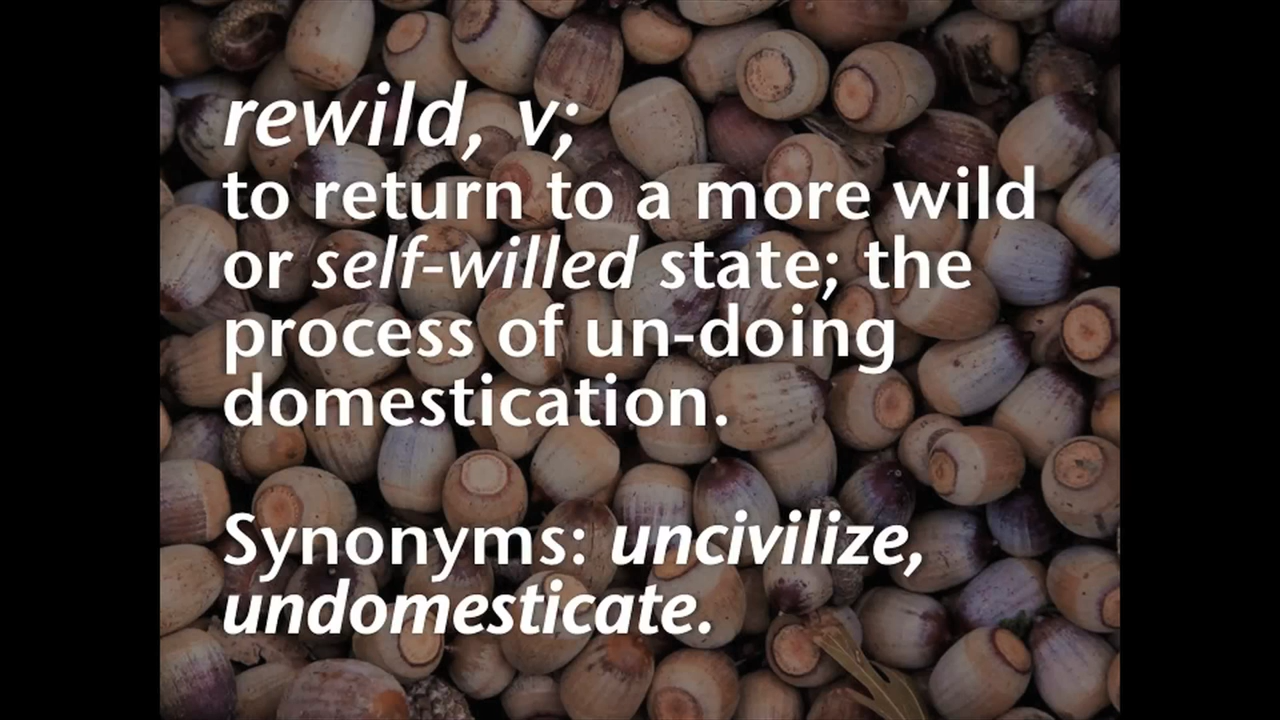 rewild, v;
to return to a more wild
or self-willed state; the
process of un-doing
domestication.
Synonyms: uncivilize,
undomesticate.